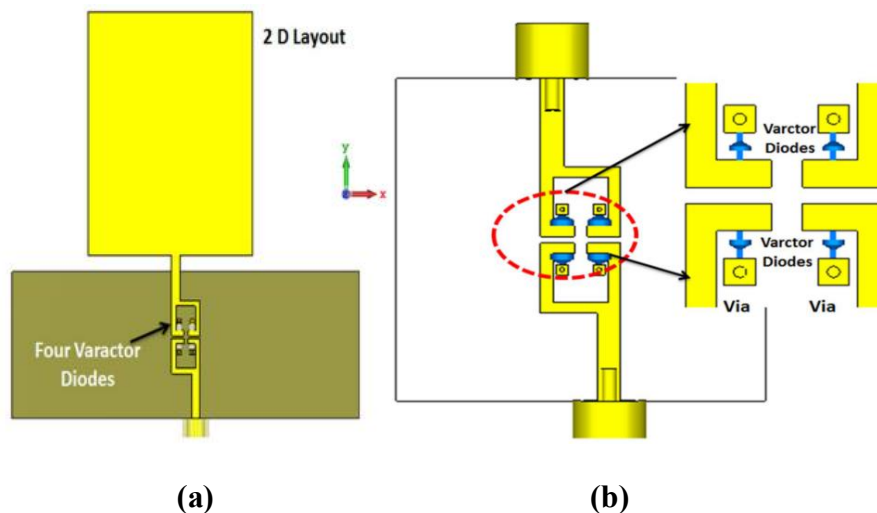 2 D Layout
y
x
Four Varactor
Diodes
Varctor
Diodes
Varctor
Diodes
Via Via
(a) (b)